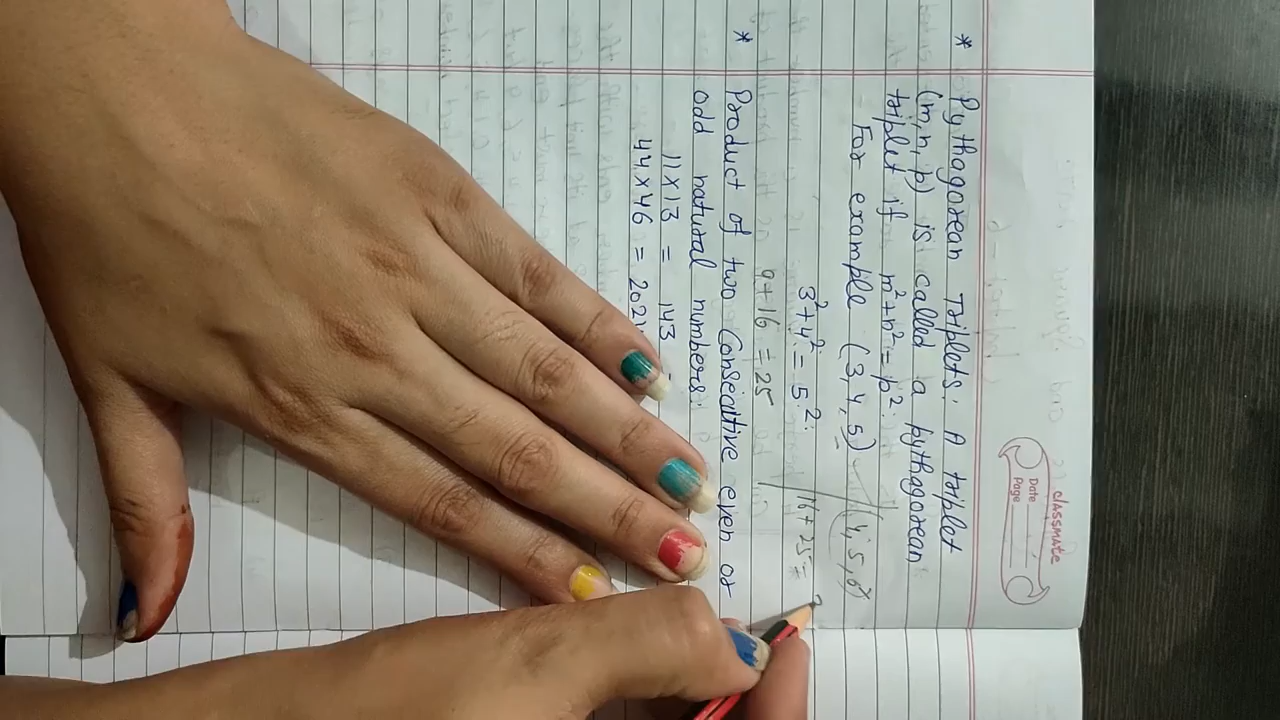 classmate
Date
Page
* Pythagorean Triplets. A triplet
(m, n, p) is called a pythagorean
triplet if m²+n² = p².
For example (3, 4, 5) (4, 5, 6)
3²+4² = 5². 16+25 =
9+16 = 25
* Product of two Consecutive even or
odd natural numbers.
11×13 = 143
44×46 =